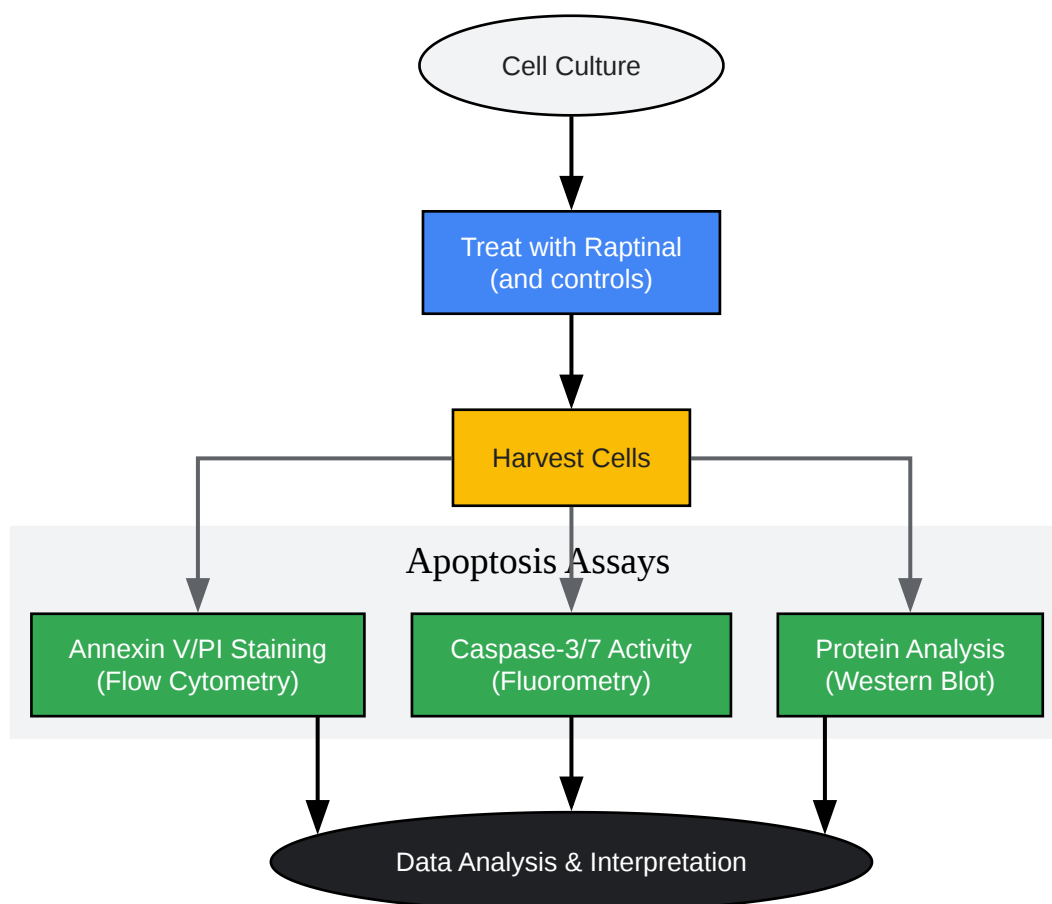 Cell Culture
Treat with Raptinal
(and controls)
Harvest Cells
Apoptosis Assays
Annexin V/PI Staining
(Flow Cytometry)
Caspase-3/7 Activity
(Fluorometry)
Protein Analysis
(Western Blot)
Data Analysis & Interpretation